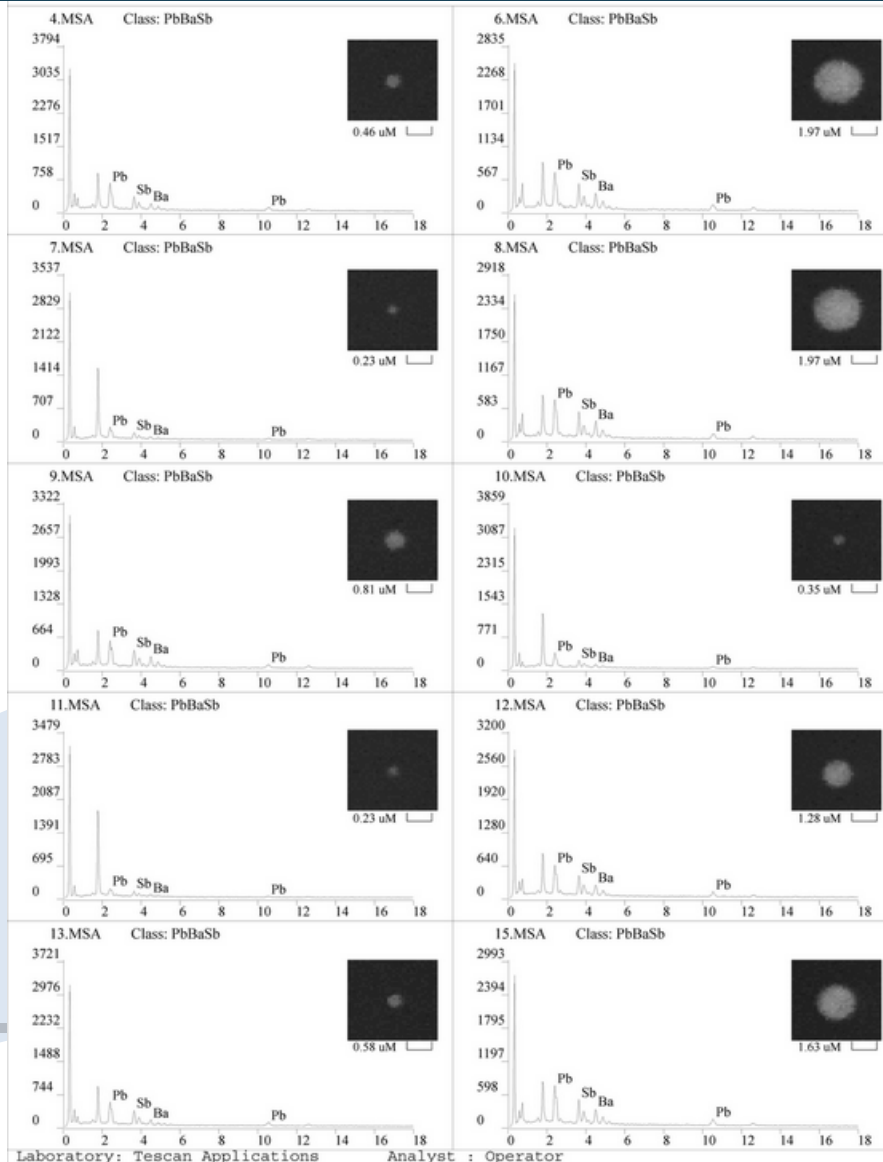 4.MSA Class: PbBaSb
3794
3035
2276
1517
758
0
Pb
Sb
Ba
Pb
0.46 uM
0 2 4 6 8 10 12 14 16 18
6.MSA Class: PbBaSb
2835
2268
1701
1134
567
0
Pb
Sb
Ba
Pb
1.97 uM
0 2 4 6 8 10 12 14 16 18
7.MSA Class: PbBaSb
3537
2829
2122
1414
707
0
Pb
Sb
Ba
Pb
0.23 uM
0 2 4 6 8 10 12 14 16 18
8.MSA Class: PbBaSb
2918
2334
1750
1167
583
0
Pb
Sb
Ba
Pb
1.97 uM
0 2 4 6 8 10 12 14 16 18
9.MSA Class: PbBaSb
3322
2657
1993
1328
664
0
Pb
Sb
Ba
Pb
0.81 uM
0 2 4 6 8 10 12 14 16 18
10.MSA Class: PbBaSb
3859
3087
2315
1543
771
0
Pb
Sb
Ba
Pb
0.35 uM
0 2 4 6 8 10 12 14 16 18
11.MSA Class: PbBaSb
3479
2783
2087
1391
695
0
Pb
Sb
Ba
Pb
0.23 uM
0 2 4 6 8 10 12 14 16 18
12.MSA Class: PbBaSb
3200
2560
1920
1280
640
0
Pb
Sb
Ba
Pb
1.28 uM
0 2 4 6 8 10 12 14 16 18
13.MSA Class: PbBaSb
3721
2976
2232
1488
744
0
Pb
Sb
Ba
Pb
0.58 uM
0 2 4 6 8 10 12 14 16 18
15.MSA Class: PbBaSb
2993
2394
1795
1197
598
0
Pb
Sb
Ba
Pb
1.63 uM
0 2 4 6 8 10 12 14 16 18
Laboratory: Tescan Applications Analyst : Operator